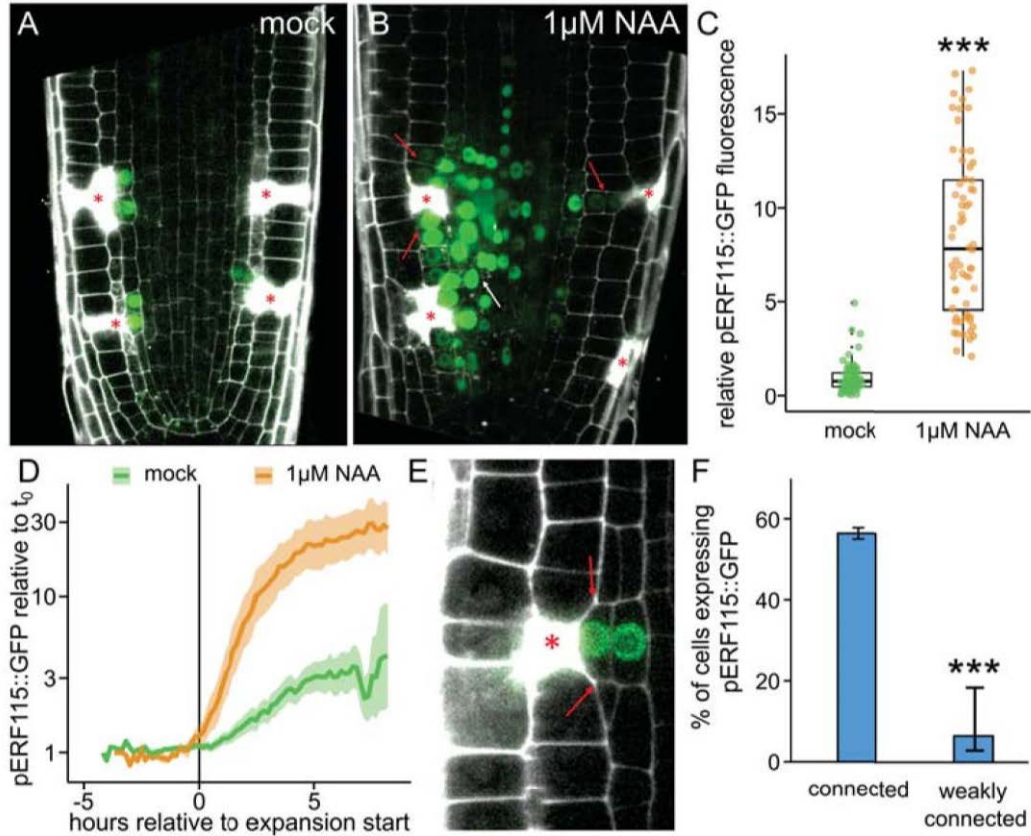 A mock
B 1μM NAA
* * * *
* * * *
C
relative pERF115::GFP fluorescence
***
15
10
5
0
mock 1μM NAA
D mock 1μM NAA
pERF115::GFP relative to t0
30
10
3
1
-5 0 5
hours relative to expansion start
E
*
F
% of cells expressing
pERF115::GFP
60
40
20
0
***
connected weakly
connected